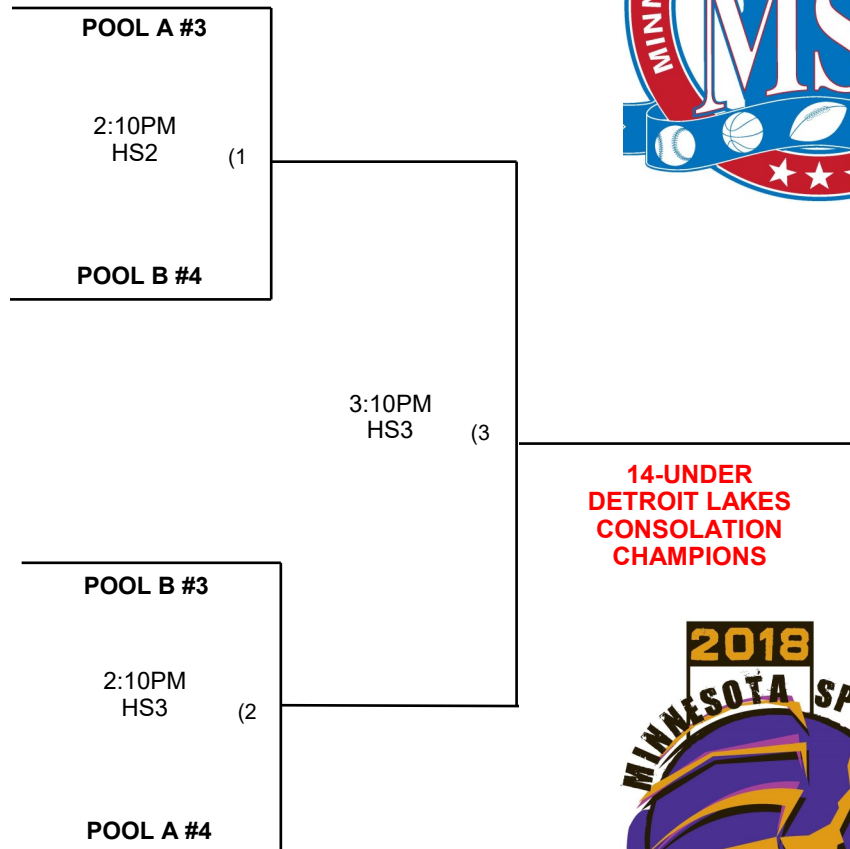 POOL A #3
2:10PM
HS2 (1
POOL B #4
3:10PM
HS3 (3
14-UNDER
DETROIT LAKES
CONSOLATION
CHAMPIONS
POOL B #3
2:10PM
HS3 (2
POOL A #4
2018
MINNESOTA